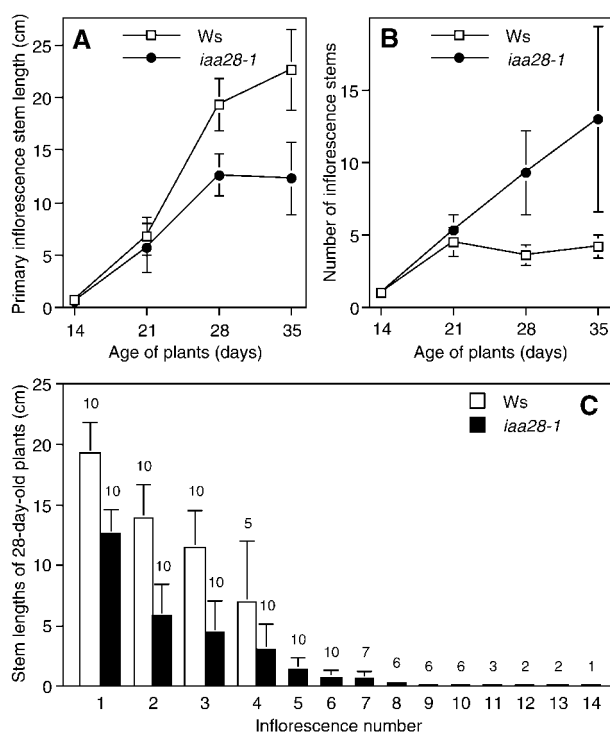 A
Ws
iaa28-1
Primary inflorescence stem length (cm)
25
20
15
10
5
0
14 21 28 35
Age of plants (days)
B
Ws
iaa28-1
Number of inflorescence stems
15
10
5
0
14 21 28 35
Age of plants (days)
C
Ws
iaa28-1
Stem lengths of 28-day-old plants (cm)
25
20
15
10
5
0
10 10 10 10 10 10 5 10 10 10 7 6 6 6 3 2 2 1
1 2 3 4 5 6 7 8 9 10 11 12 13 14
Inflorescence number